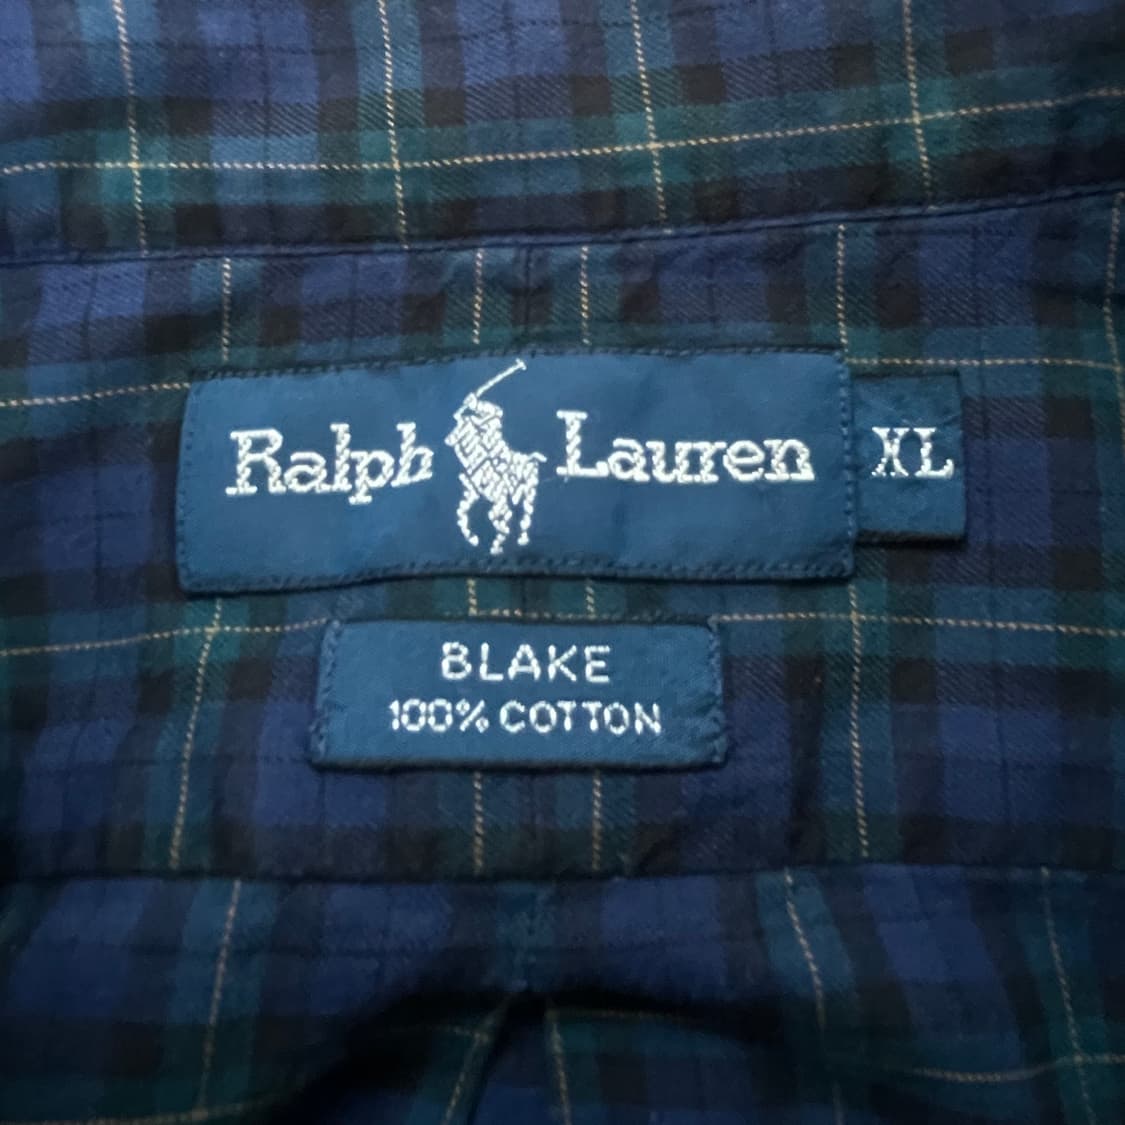 Ralph Lauren XL
BLAKE
100% COTTON